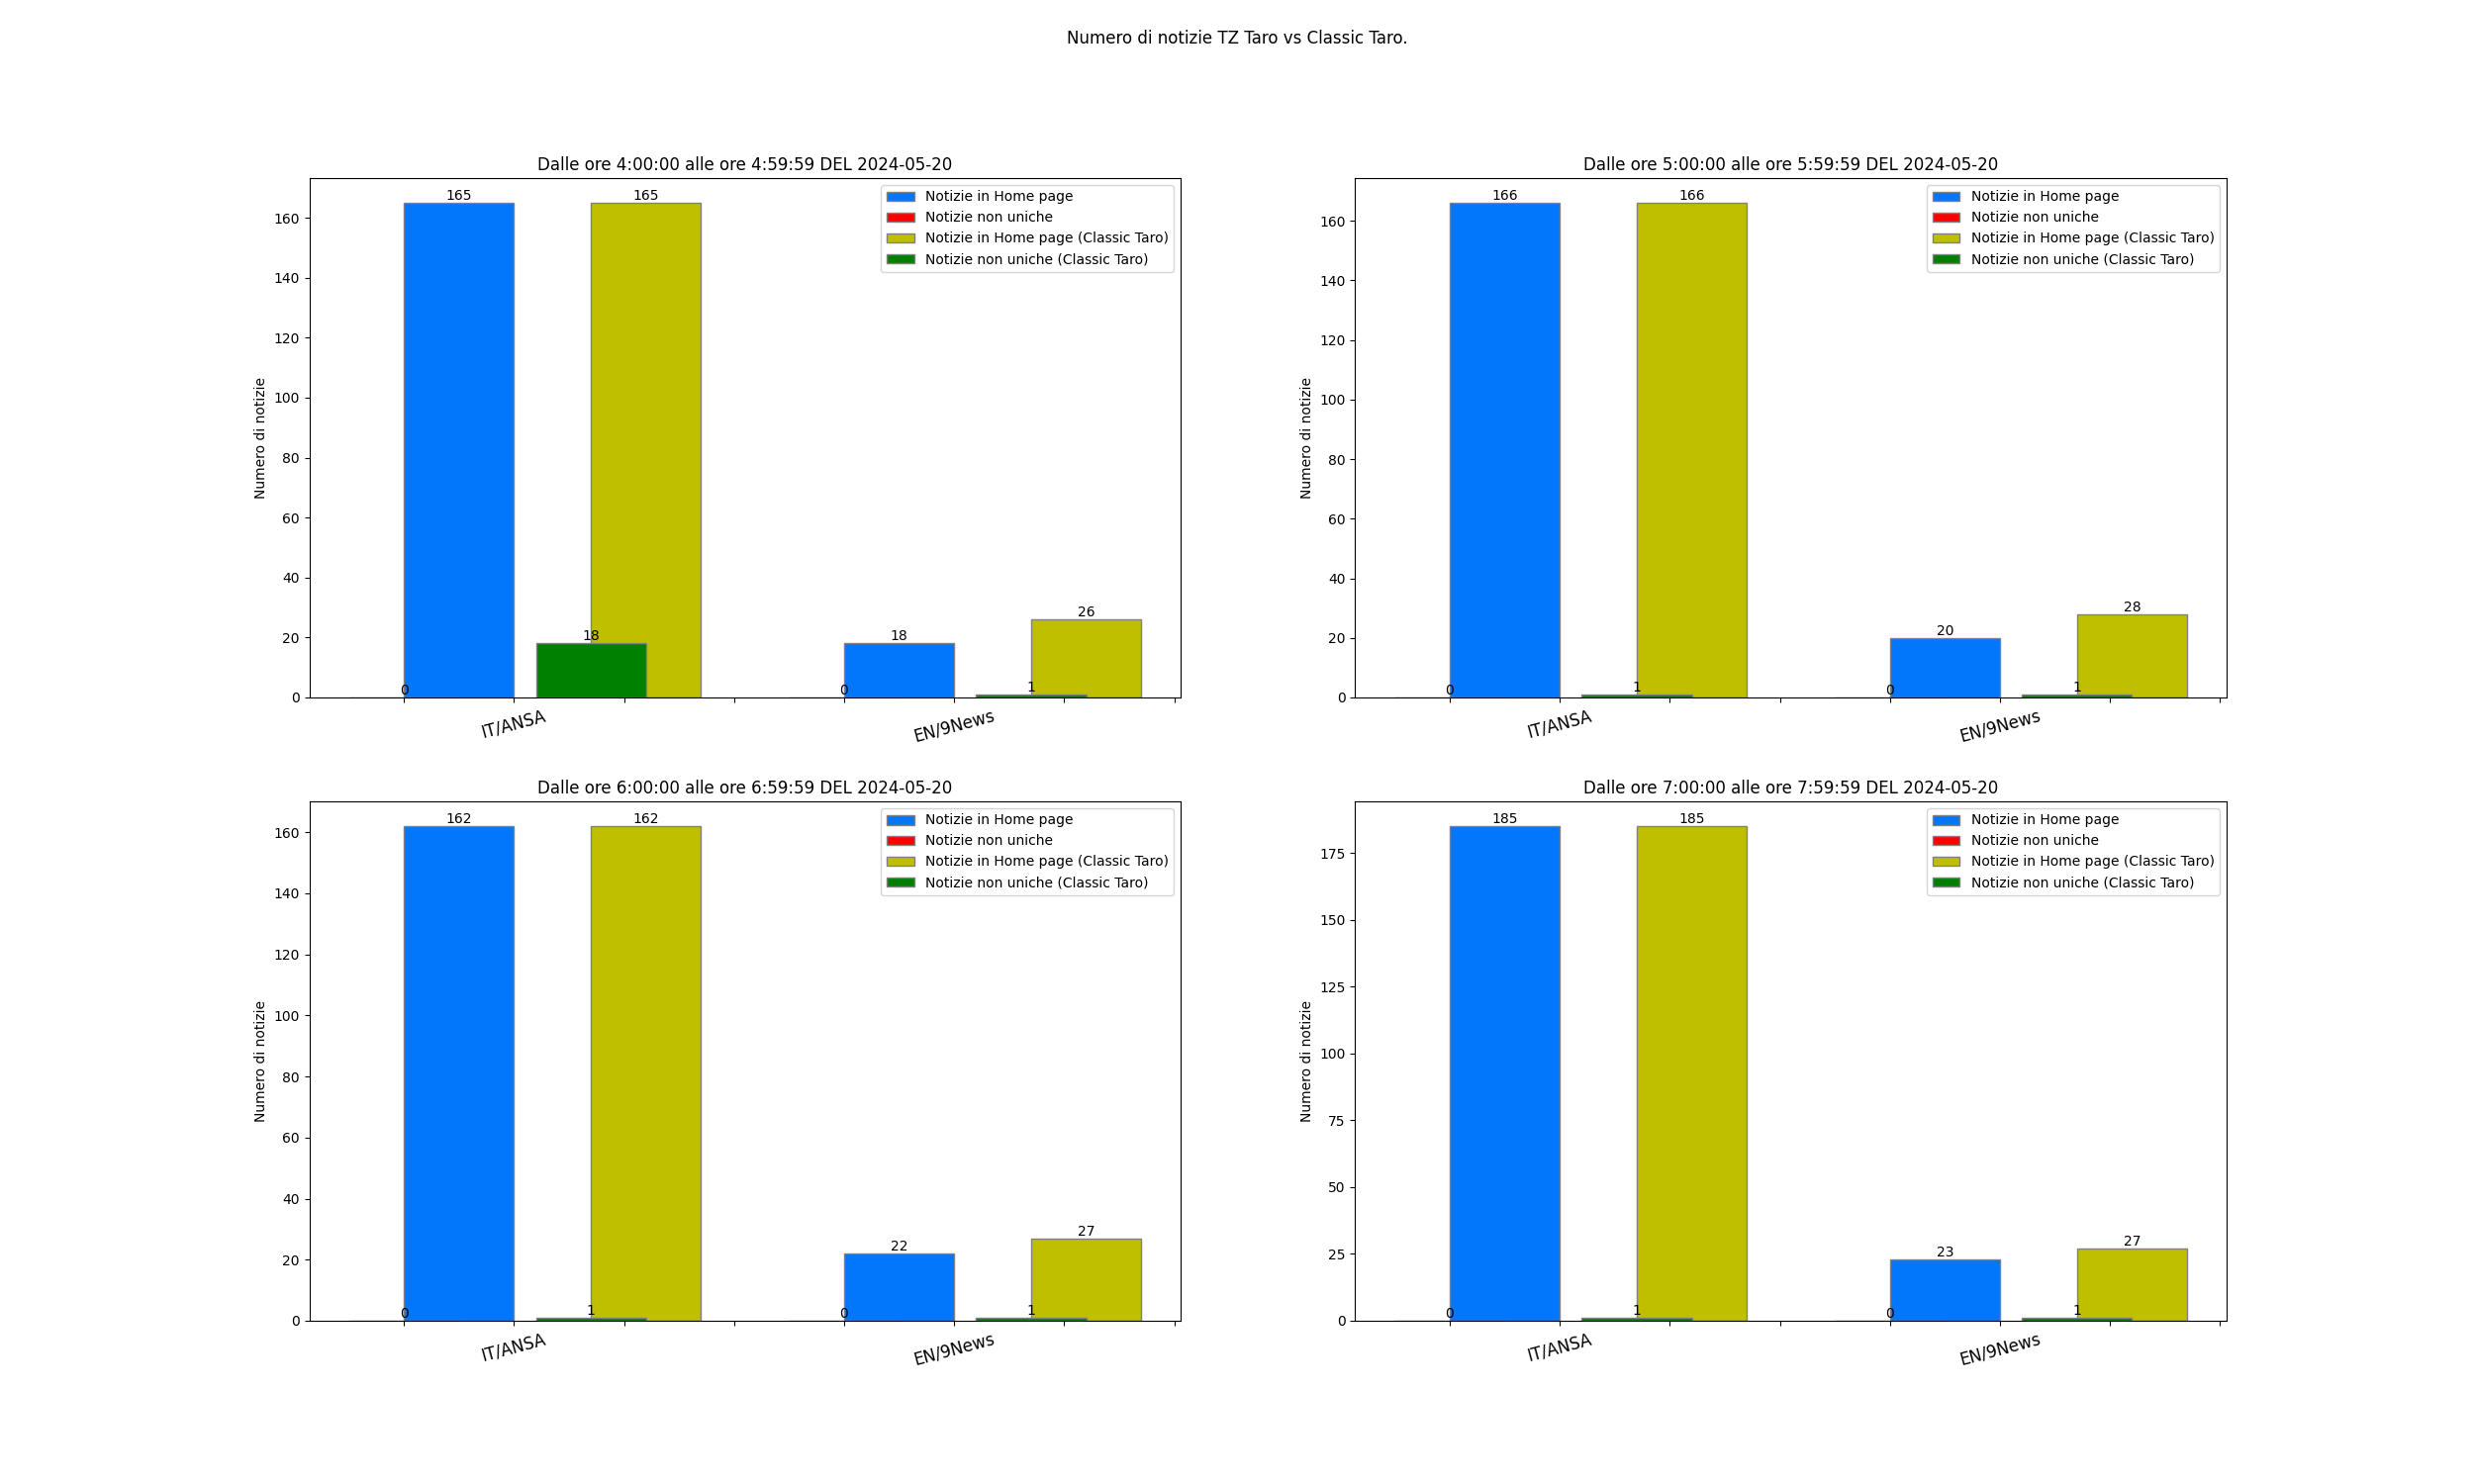 Numero di notizie TZ Taro vs Classic Taro.
Dalle ore 4:00:00 alle ore 4:59:59 DEL 2024-05-20
Numero di notizie
160
140
120
100
80
60
40
20
0
165
165
18
18
26
0
0
1
Notizie in Home page
Notizie non uniche
Notizie in Home page (Classic Taro)
Notizie non uniche (Classic Taro)
IT/ANSA
EN/9News
Dalle ore 5:00:00 alle ore 5:59:59 DEL 2024-05-20
Numero di notizie
160
140
120
100
80
60
40
20
0
166
166
20
28
0
1
0
1
Notizie in Home page
Notizie non uniche
Notizie in Home page (Classic Taro)
Notizie non uniche (Classic Taro)
IT/ANSA
EN/9News
Dalle ore 6:00:00 alle ore 6:59:59 DEL 2024-05-20
Numero di notizie
160
140
120
100
80
60
40
20
0
162
162
22
27
0
1
0
1
Notizie in Home page
Notizie non uniche
Notizie in Home page (Classic Taro)
Notizie non uniche (Classic Taro)
IT/ANSA
EN/9News
Dalle ore 7:00:00 alle ore 7:59:59 DEL 2024-05-20
Numero di notizie
175
150
125
100
75
50
25
0
185
185
23
27
0
1
0
1
Notizie in Home page
Notizie non uniche
Notizie in Home page (Classic Taro)
Notizie non uniche (Classic Taro)
IT/ANSA
EN/9News